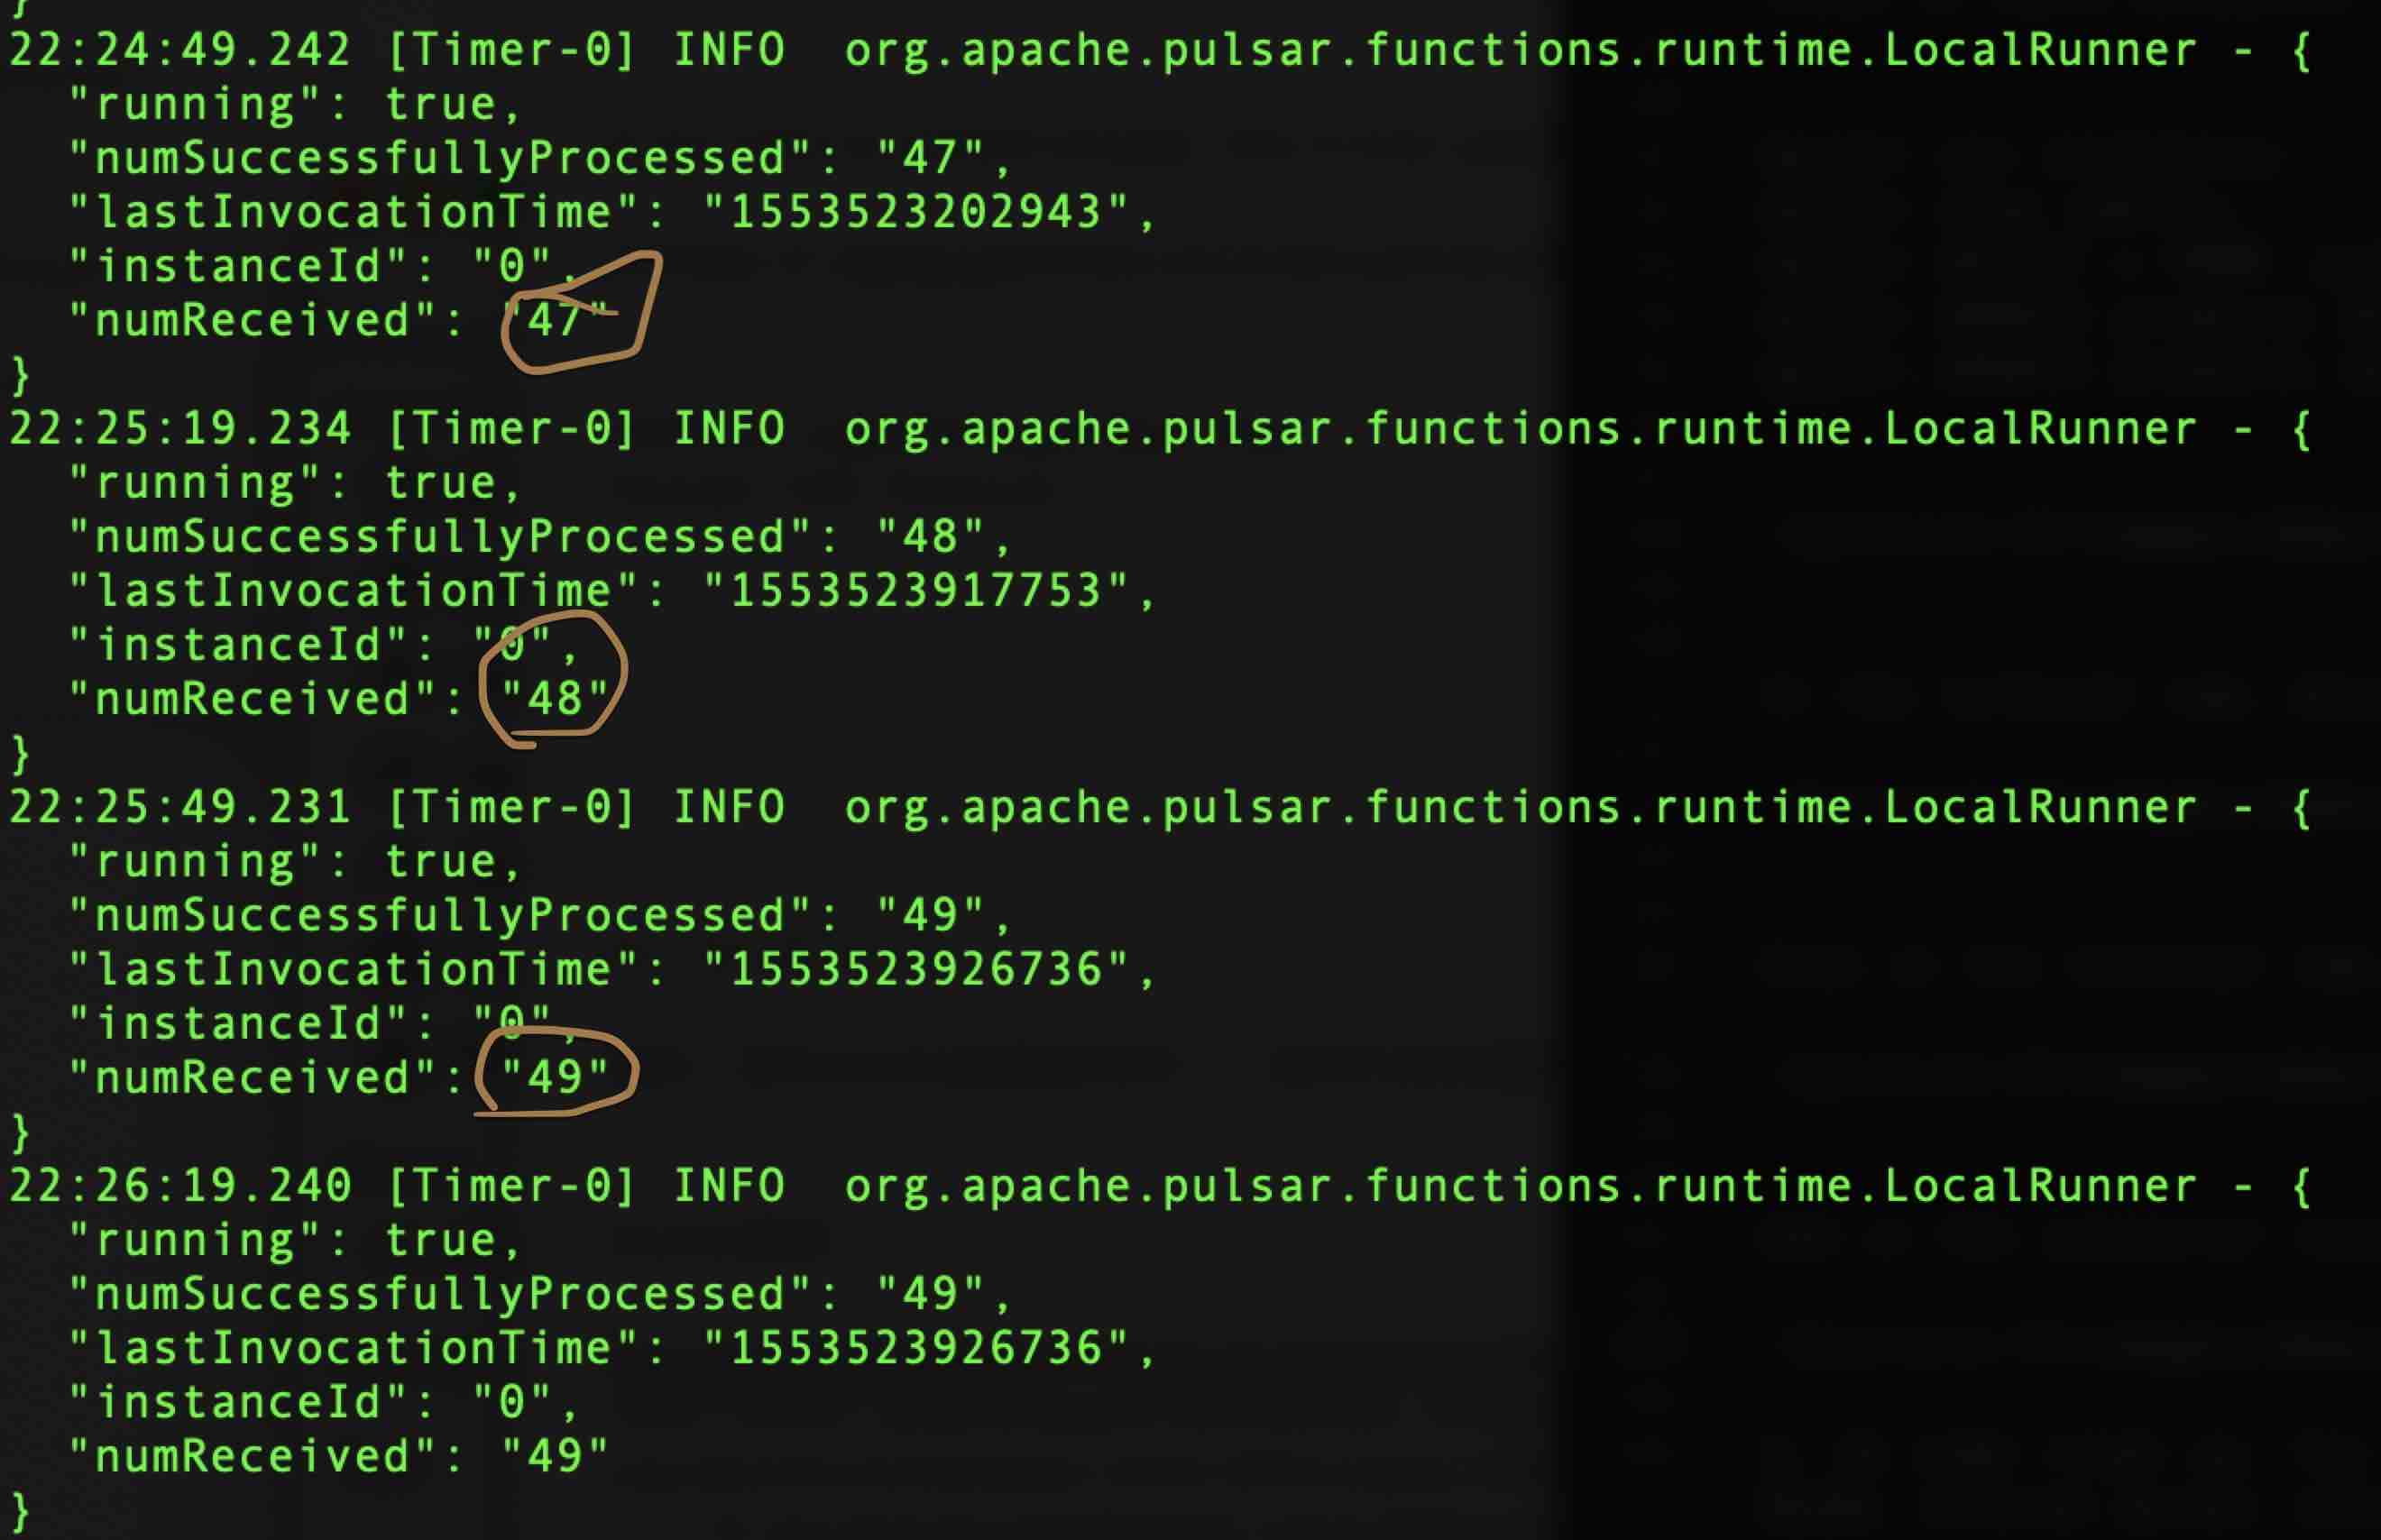 }
22:24:49.242 [Timer-0] INFO  org.apache.pulsar.functions.runtime.LocalRunner - {
  "running": true,
  "numSuccessfullyProcessed": "47",
  "lastInvocationTime": "1553523202943",
  "instanceId": "0",
  "numReceived": "47"
}
22:25:19.234 [Timer-0] INFO  org.apache.pulsar.functions.runtime.LocalRunner - {
  "running": true,
  "numSuccessfullyProcessed": "48",
  "lastInvocationTime": "1553523917753",
  "instanceId": "0",
  "numReceived": "48"
}
22:25:49.231 [Timer-0] INFO  org.apache.pulsar.functions.runtime.LocalRunner - {
  "running": true,
  "numSuccessfullyProcessed": "49",
  "lastInvocationTime": "1553523926736",
  "instanceId": "0",
  "numReceived": "49"
}
22:26:19.240 [Timer-0] INFO  org.apache.pulsar.functions.runtime.LocalRunner - {
  "running": true,
  "numSuccessfullyProcessed": "49",
  "lastInvocationTime": "1553523926736",
  "instanceId": "0",
  "numReceived": "49"
}